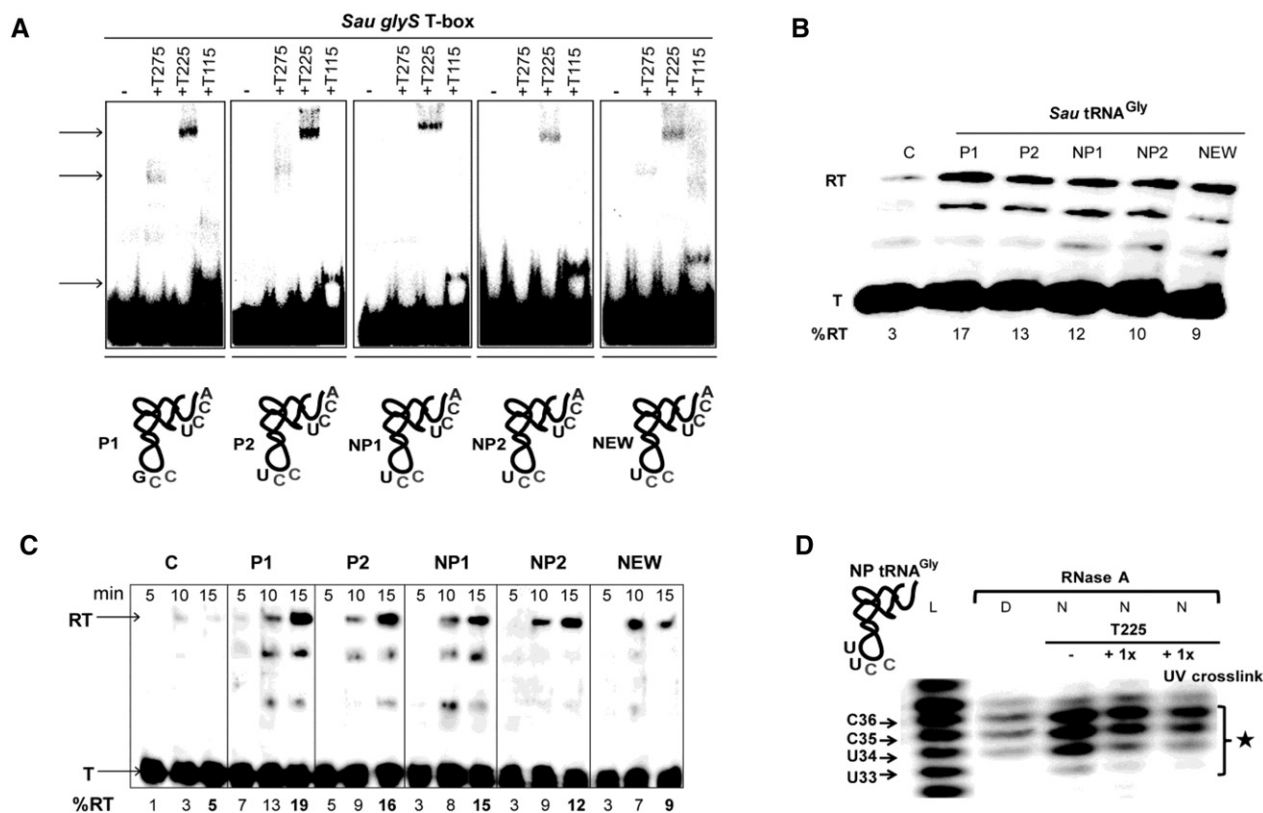 A
Sau glyS T-box
- +T275 +T225 +T115 - +T275 +T225 +T115 - +T275 +T225 +T115 - +T275 +T225 +T115 - +T275 +T225 +T115
P1 G C C U C C A
P2 U C C U C C A
NP1 U C C U C C A
NP2 U C C U C C A
NEW U C C U C C A
B
Sau tRNAGly
C P1 P2 NP1 NP2 NEW
RT
T
%RT 3 17 13 12 10 9
C
C P1 P2 NP1 NP2 NEW
min 5 10 15 5 10 15 5 10 15 5 10 15 5 10 15 5 10 15
RT
T
%RT 1 3 5 7 13 19 5 9 16 3 8 15 3 9 12 3 7 9
D
NP tRNAGly
U U C C
RNase A
L D N N N
T225
- + 1x + 1x
UV crosslink
C36
C35
U34
U33